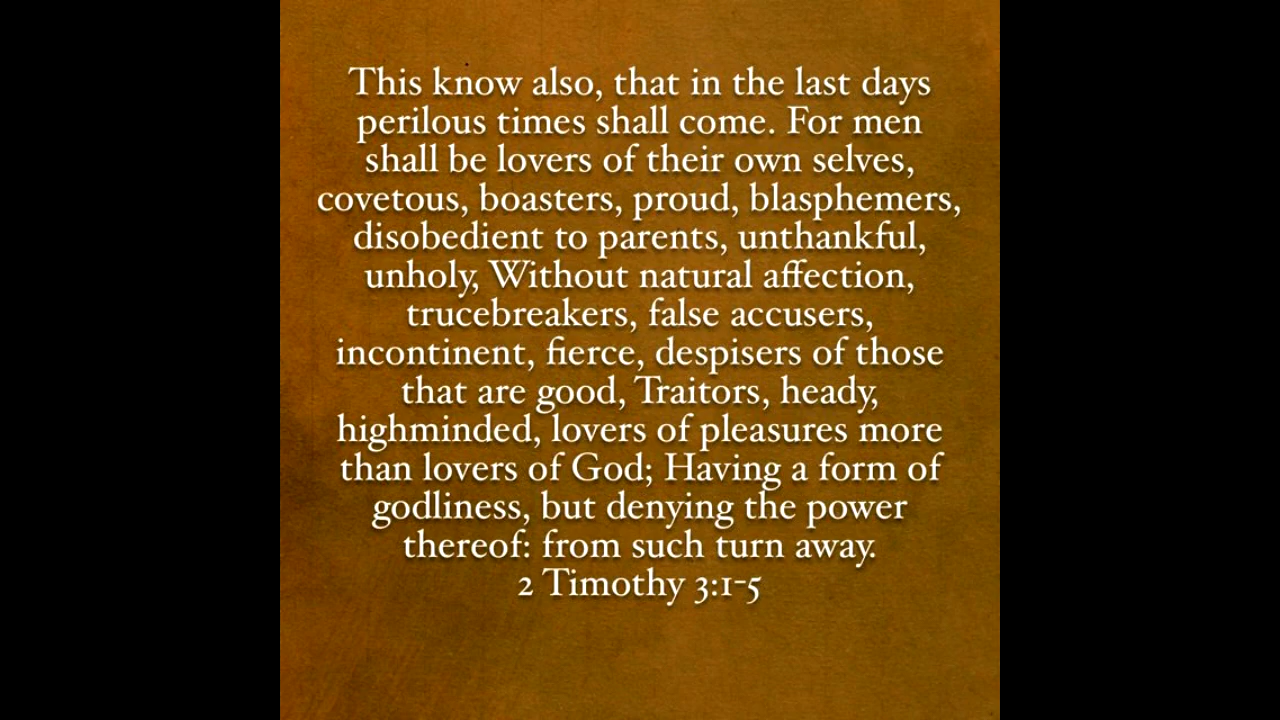 This know also, that in the last days
perilous times shall come. For men
shall be lovers of their own selves,
covetous, boasters, proud, blasphemers,
disobedient to parents, unthankful,
unholy, Without natural affection,
trucebreakers, false accusers,
incontinent, fierce, despisers of those
that are good, Traitors, heady,
highminded, lovers of pleasures more
than lovers of God; Having a form of
godliness, but denying the power
thereof: from such turn away.
2 Timothy 3:1-5